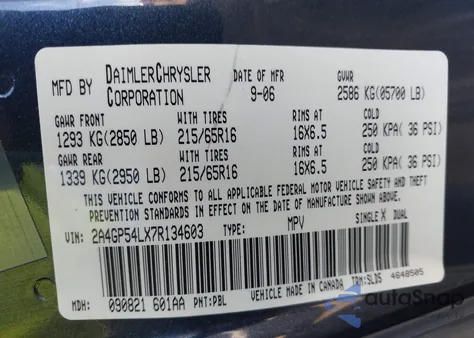 MFD BY DAIMLERCHRYSLER CORPORATION DATE OF MFR 9-06 GVWR 2586 KG(05700 LB)
GAWR FRONT WITH TIRES RIMS AT COLD
1293 KG(2850 LB) 215/65R16 16X6.5 250 KPA( 36 PSI)
GAWR REAR WITH TIRES RIMS AT COLD
1339 KG(2950 LB) 215/65R16 16X6.5 250 KPA( 36 PSI)
THIS VEHICLE CONFORMS TO ALL APPLICABLE FEDERAL MOTOR VEHICLE SAFETY AND THEFT
PREVENTION STANDARDS IN EFFECT ON THE DATE OF MANUFACTURE SHOWN ABOVE.
VIN: 2A4GP54LX7R134603 TYPE: MPV SINGLE X DUAL
MDH: 090821 601AA PNT:PBL VEHICLE MADE IN CANADA TRM:SLD5 4648505
autoSnap